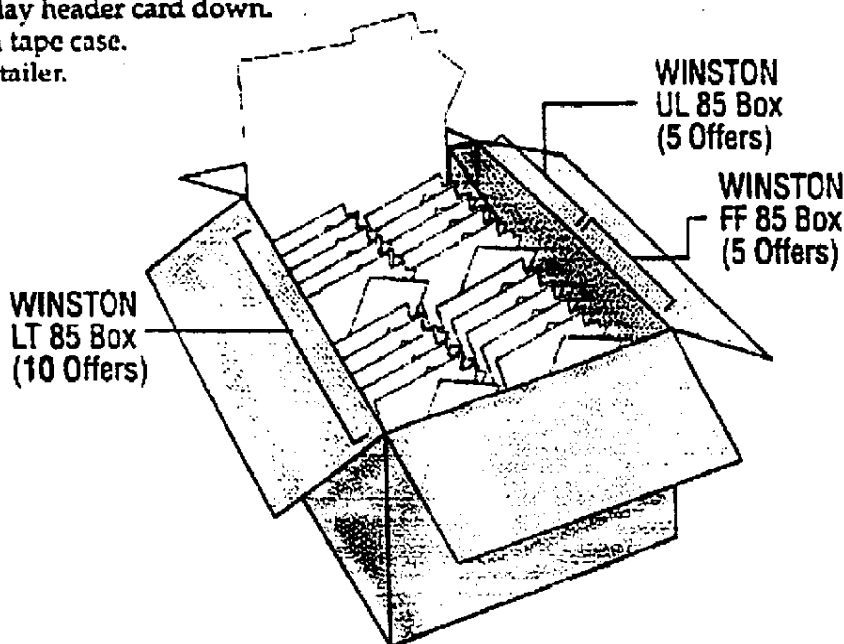 lay header card down.
tape case.
tailer.
WINSTON
UL 85 Box
(5 Offers)
WINSTON
FF 85 Box
(5 Offers)
WINSTON
LT 85 Box
(10 Offers)